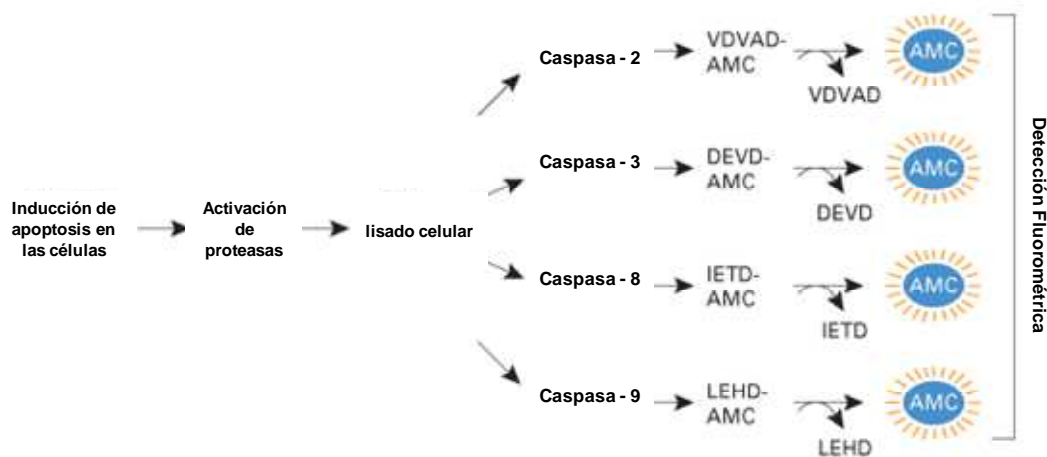 Inducción de
apoptosis en
las células
Activación
de
proteasas
lisado celular
Caspasa - 2
VDVAD-
AMC
VDVAD
AMC
Caspasa - 3
DEVD-
AMC
DEVD
AMC
Caspasa - 8
IETD-
AMC
IETD
AMC
Caspasa - 9
LEHD-
AMC
LEHD
AMC
Detección Fluorométrica